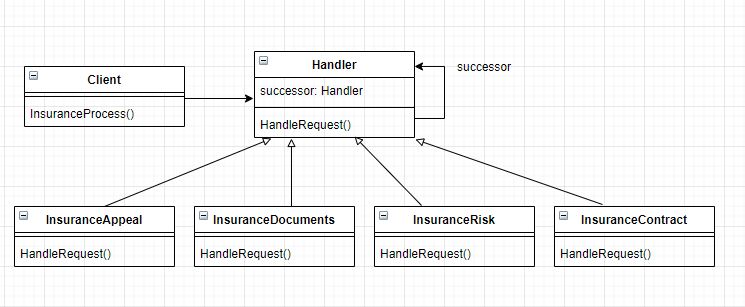 Client
InsuranceProcess()
Handler
successor: Handler
HandleRequest()
successor
InsuranceAppeal
HandleRequest()
InsuranceDocuments
HandleRequest()
InsuranceRisk
HandleRequest()
InsuranceContract
HandleRequest()